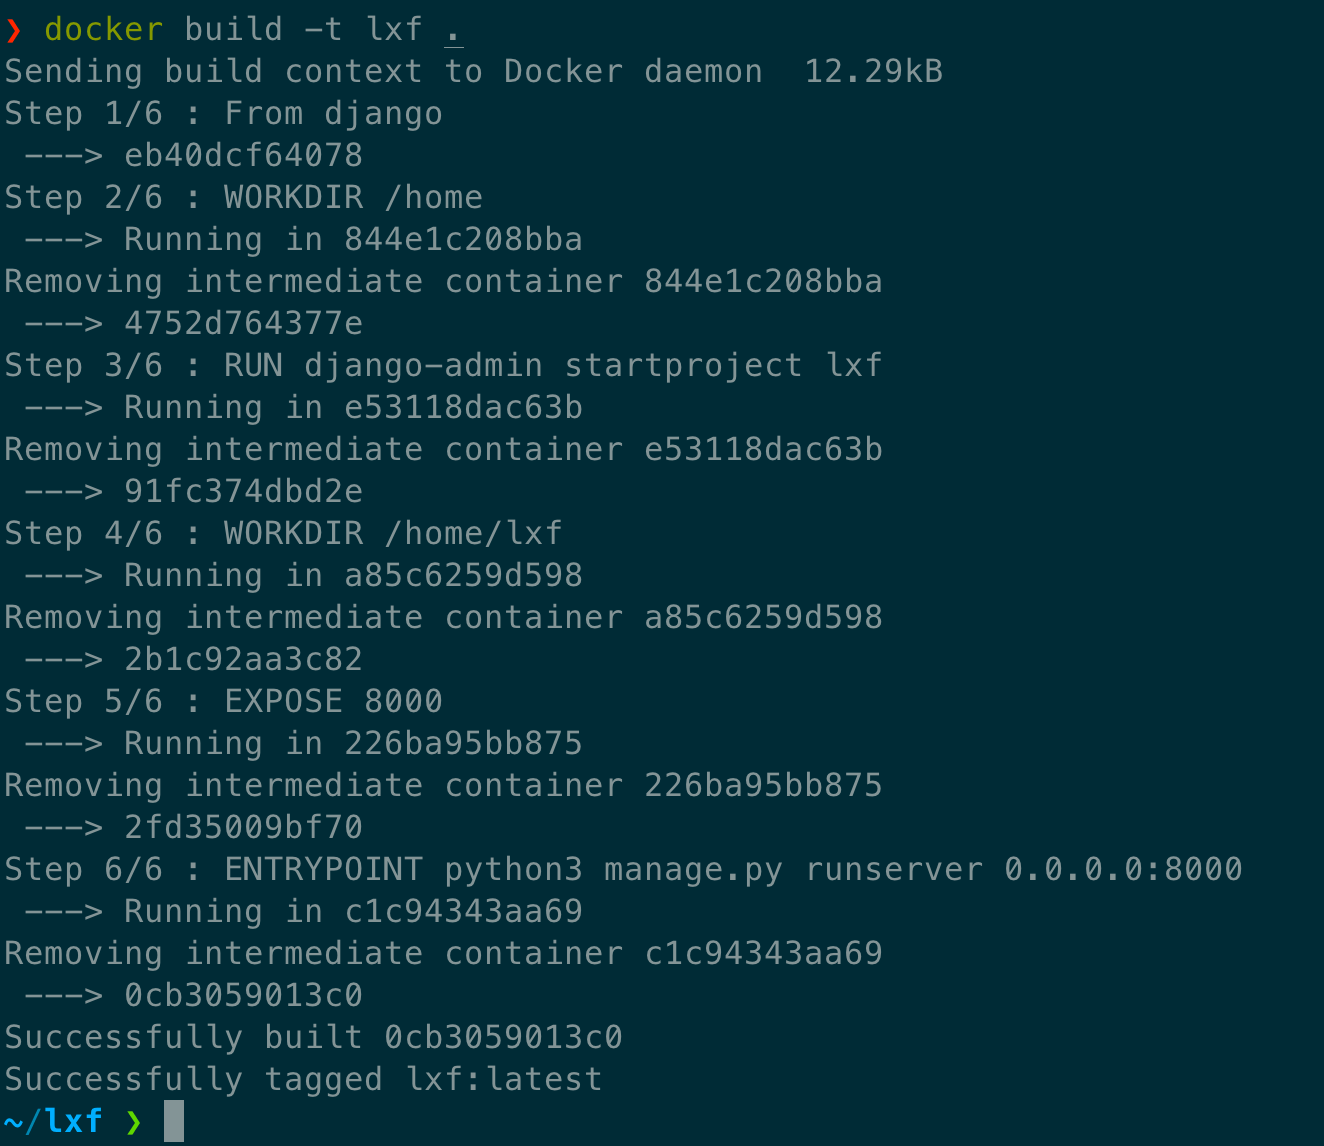 ❯ docker build -t lxf .
Sending build context to Docker daemon  12.29kB
Step 1/6 : From django
 ---> eb40dcf64078
Step 2/6 : WORKDIR /home
 ---> Running in 844e1c208bba
Removing intermediate container 844e1c208bba
 ---> 4752d764377e
Step 3/6 : RUN django-admin startproject lxf
 ---> Running in e53118dac63b
Removing intermediate container e53118dac63b
 ---> 91fc374dbd2e
Step 4/6 : WORKDIR /home/lxf
 ---> Running in a85c6259d598
Removing intermediate container a85c6259d598
 ---> 2b1c92aa3c82
Step 5/6 : EXPOSE 8000
 ---> Running in 226ba95bb875
Removing intermediate container 226ba95bb875
 ---> 2fd35009bf70
Step 6/6 : ENTRYPOINT python3 manage.py runserver 0.0.0.0:8000
 ---> Running in c1c94343aa69
Removing intermediate container c1c94343aa69
 ---> 0cb3059013c0
Successfully built 0cb3059013c0
Successfully tagged lxf:latest
~/lxf ❯